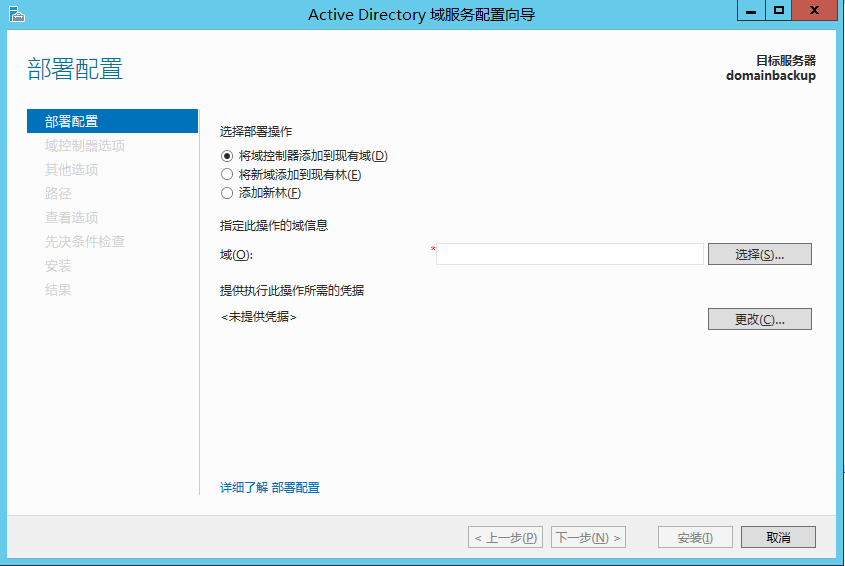 Active Directory 域服务配置向导
部署配置
目标服务器
domainbackup
部署配置
域控制器选项
其他选项
路径
查看选项
先决条件检查
安装
结果
选择部署操作
将域控制器添加到现有域(D)
将新域添加到现有林(E)
添加新林(F)
指定此操作的域信息
域(O):
*
选择(S)...
提供执行此操作所需的凭据
<未提供凭据>
更改(C)...
详细了解 部署配置
< 上一步(P)
下一步(N) >
安装(I)
取消